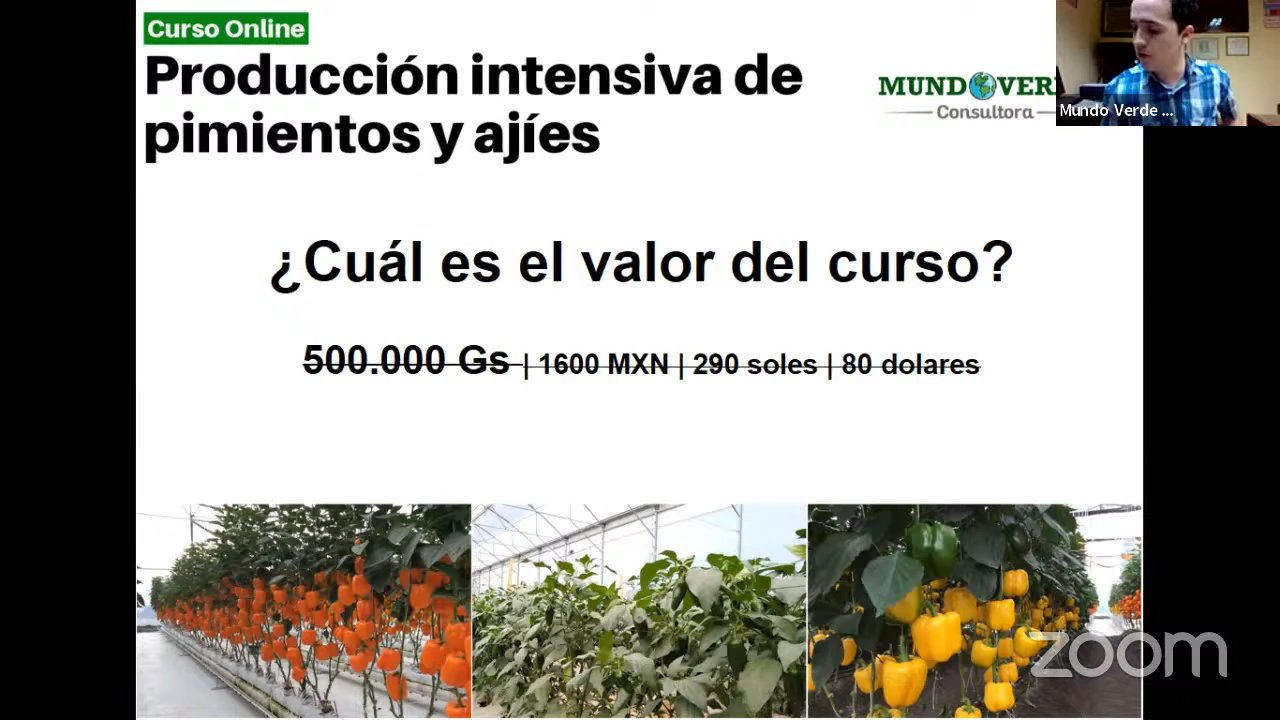 Curso Online
Producción intensiva de
pimientos y ajíes
MUNDO VER
Consultora
Mundo Verde ...
¿Cuál es el valor del curso?
500.000 Gs | 1600 MXN | 290 soles | 80 dolares
zoom